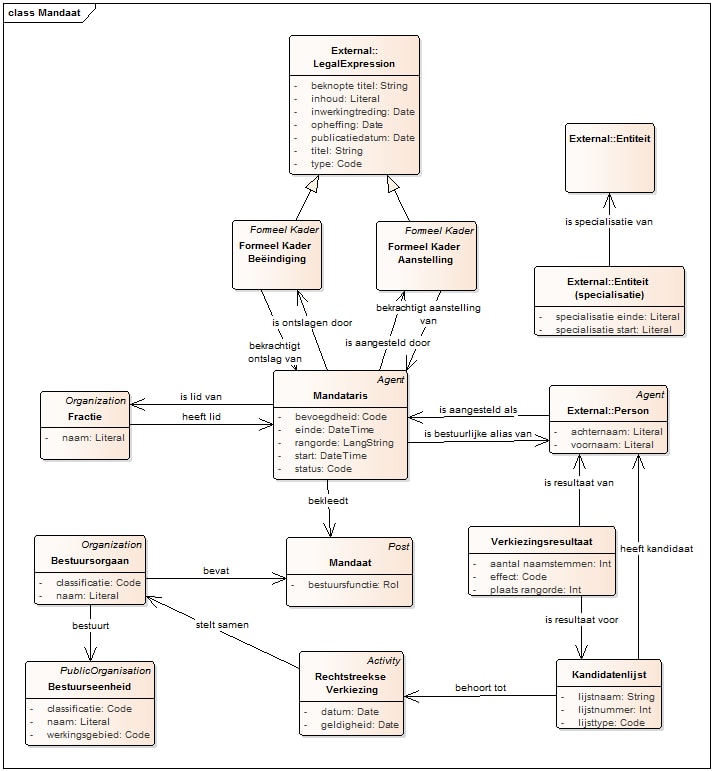 class Mandaat
External::
LegalExpression
- beknopte titel: String
- inhoud: Literal
- inwerkingtreding: Date
- opheffing: Date
- publicatiedatum: Date
- titel: String
- type: Code
External::Entiteit
is specialisatie van
External::Entiteit
(specialisatie)
- specialisatie einde: Literal
- specialisatie start: Literal
Formeel Kader
Formeel Kader
Beëindiging
Formeel Kader
Formeel Kader
Aanstelling
is ontslagen door
bekrachtigt
ontslag van
bekrachtigt aanstelling
van
is aangesteld door
Agent
Mandataris
- bevoegdheid: Code
- einde: DateTime
- rangorde: LangString
- start: DateTime
- status: Code
is lid van
heeft lid
Organization
Fractie
- naam: Literal
is aangesteld als
is bestuurlijke alias van
Agent
External::Person
- achternaam: Literal
- voornaam: Literal
bekleedt
is resultaat van
heeft kandidaat
Organization
Bestuursorgaan
- classificatie: Code
- naam: Literal
bevat
Post
Mandaat
- bestuursfunctie: Rol
Verkiezingsresultaat
- aantal naamstemmen: Int
- effect: Code
- plaats rangorde: Int
is resultaat voor
bestuurt
stelt samen
PublicOrganisation
Bestuurseenheid
- classificatie: Code
- naam: Literal
- werkingsgebied: Code
Activity
Rechtstreekse
Verkiezing
- datum: Date
- geldigheid: Date
behoort tot
Kandidatenlijst
- lijstnaam: String
- lijstnummer: Int
- lijsttype: Code